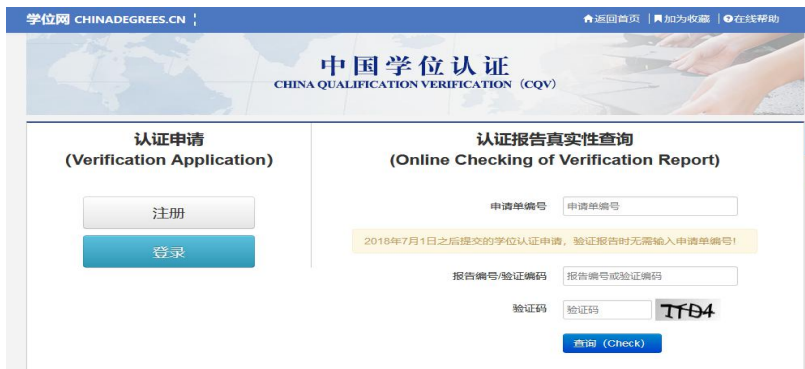 学位网 CHINADEGREES.CN
返回首页 | 加为收藏 | 在线帮助
中国学位认证
CHINA QUALIFICATION VERIFICATION (CQV)
认证申请
(Verification Application)
注册
登录
认证报告真实性查询
(Online Checking of Verification Report)
申请单编号 申请单编号
2018年7月1日之后提交的学位认证申请，验证报告时无需输入申请单编号!
报告编号/验证编码 报告编号或验证编码
验证码 验证码 TfD4
查询 (Check)